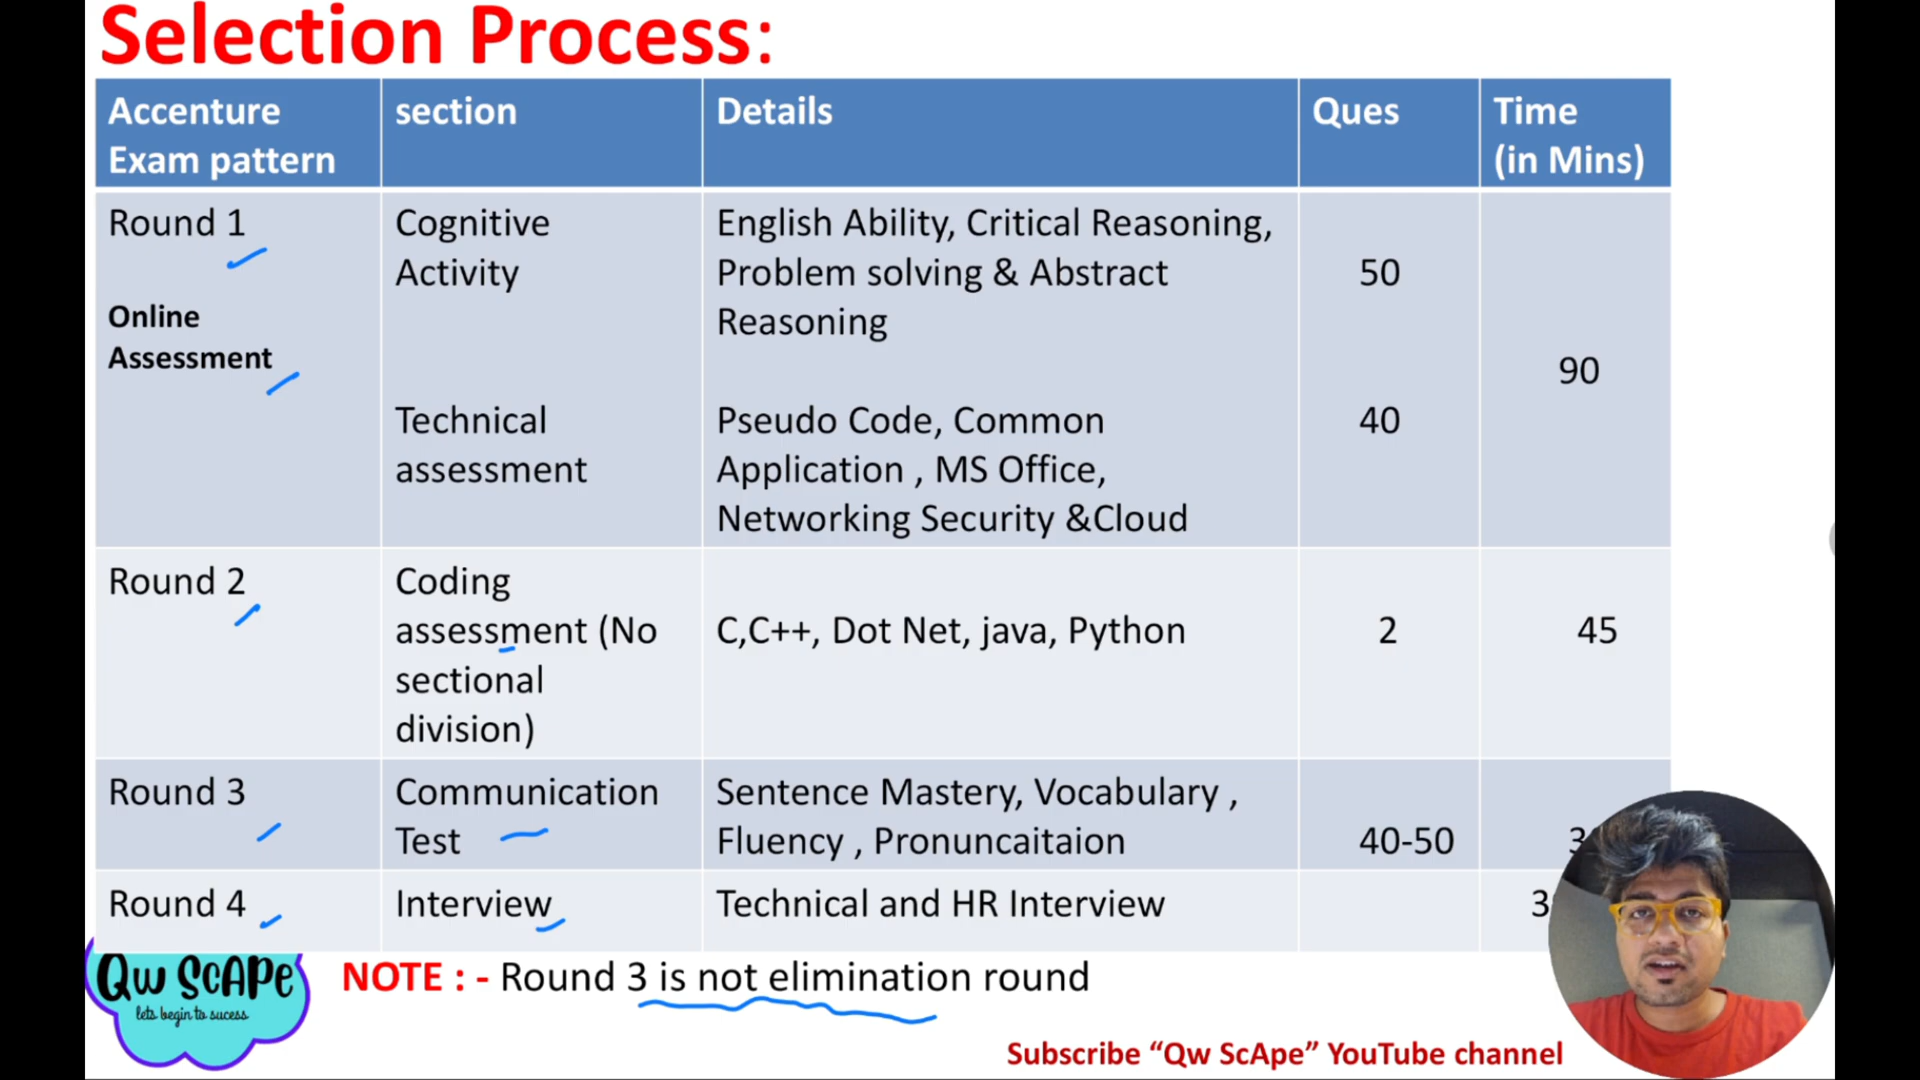 Selection Process:
Accenture
Exam pattern
section
Details
Ques
Time
(in Mins)
Round 1
Online
Assessment
Cognitive
Activity
English Ability, Critical Reasoning,
Problem solving & Abstract
Reasoning
50
90
Technical
assessment
Pseudo Code, Common
Application , MS Office,
Networking Security &Cloud
40
Round 2
Coding
assessment (No
sectional
division)
C,C++, Dot Net, java, Python
2
45
Round 3
Communication
Test
Sentence Mastery, Vocabulary ,
Fluency , Pronuncaitaion
40-50
Round 4
Interview
Technical and HR Interview
Qw ScAPe
lets begin to sucess
NOTE : - Round 3 is not elimination round
Subscribe “Qw ScApe” YouTube channel